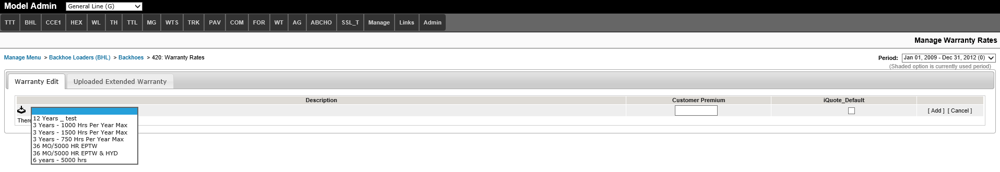 Model Admin General Line (G)
TTT BHL CCE1 HEX WL TH TTL MG WTS TRK PAV COM FOR WT AG ABCHO SSL_T Manage Links Admin
Manage Warranty Rates
Manage Menu > Backhoe Loaders (BHL) > Backhoes > 420: Warranty Rates
Period: Jan 01, 2009 - Dec 31, 2012 (0)
(Shaded option is currently used period)
Warranty Edit Uploaded Extended Warranty
Description Customer Premium iQuote_Default
[ Add ] [ Cancel ]
12 Years _ test
3 Years - 1000 Hrs Per Year Max
3 Years - 1500 Hrs Per Year Max
3 Years - 750 Hrs Per Year Max
36 MO/5000 HR EPTW
36 MO/5000 HR EPTW & HYD
6 years - 5000 hrs